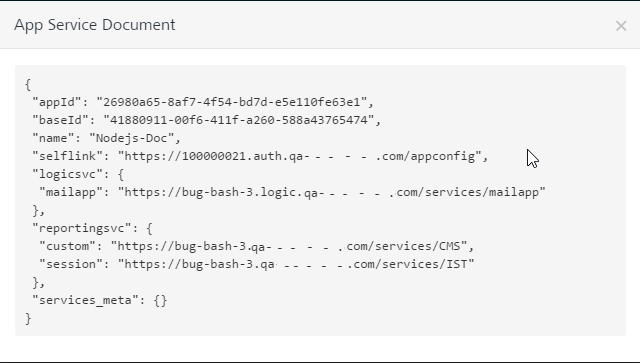 App Service Document ×
{
"appId": "26980a65-8af7-4f54-bd7d-e5e110fe63e1",
"baseId": "41880911-00f6-411f-a260-588a43765474",
"name": "Nodejs-Doc",
"selflink": "https://100000021.auth.qa- - - - - .com/appconfig",
"logicsvc": {
"mailapp": "https://bug-bash-3.logic.qa- - - - - .com/services/mailapp"
},
"reportingsvc": {
"custom": "https://bug-bash-3.qa- - - - - .com/services/CMS",
"session": "https://bug-bash-3.qa - - - - -.com/services/IST"
},
"services_meta": {}
}